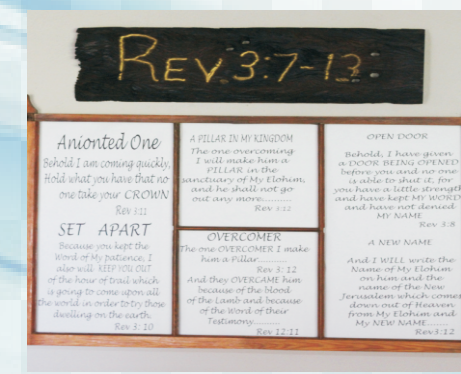 REV. 3:7-13
Anionted One
Behold I am coming quickly,
Hold what you have that no
one take your CROWN
Rev 3:11
SET APART
Because you kept the
Word of My patience, I
also will KEEP YOU OUT
of the hour of trail which
is going to come upon all
the world in order to try those
dwelling on the earth.
Rev 3: 10
A PILLAR IN MY KINGDOM
The one overcoming
I will make him a
PILLAR in the
sanctuary of My Elohim,
and he shall not go
out any more..........
Rev 3:12
OVERCOMER
The one OVERCOMER I make
him a Pillar..........
Rev 3: 12
And they OVERCAME him
because of the blood
of the Lamb and because
of the Word of their
Testimony........
Rev 12:11
OPEN DOOR
Behold, I have given
a DOOR BEING OPENED
before you and no one
is able to shut it, for
you have a little strength
and have kept MY WORD
and have not denied
MY NAME
Rev 3:8
A NEW NAME
And I WILL write the
Name of My Elohim
on him and the
name of the New
Jerusalem which comes
down out of Heaven
from My Elohim and
My NEW NAME........
Rev3:12